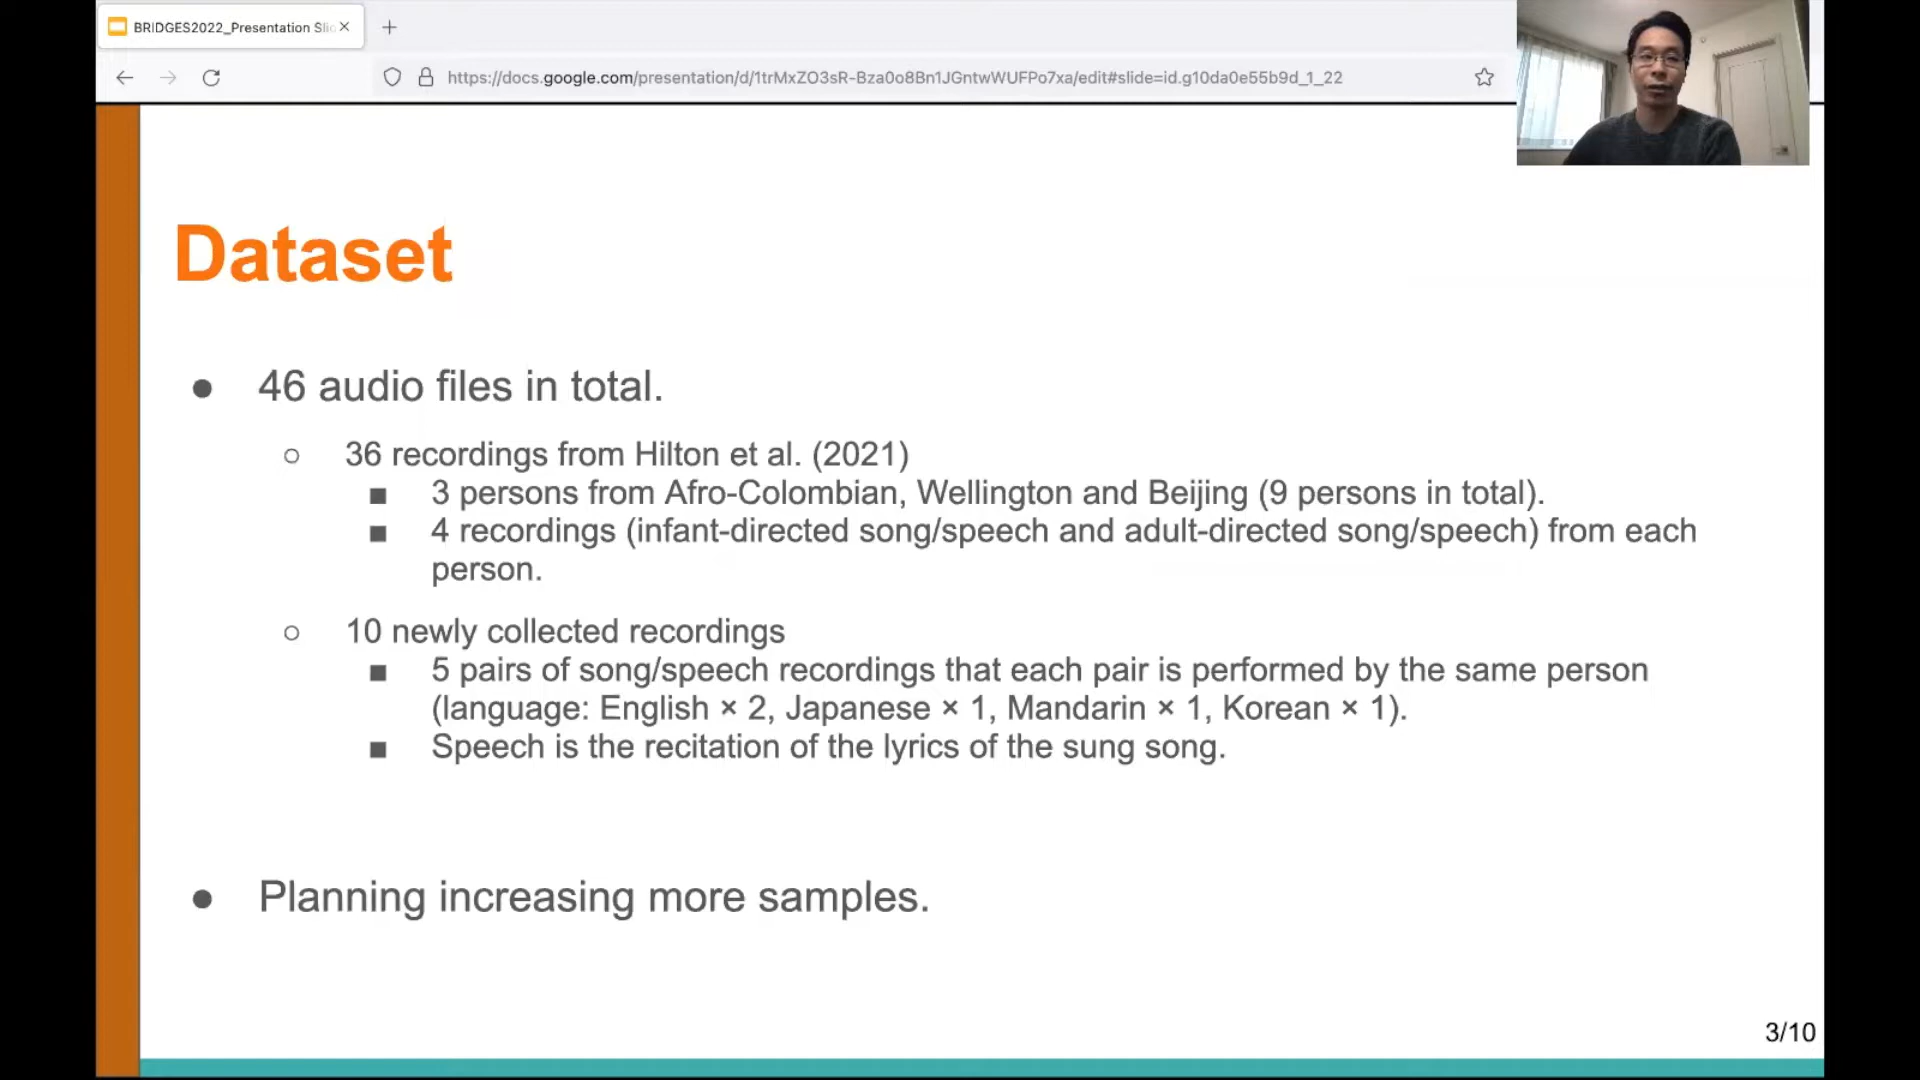 BRIDGES2022_Presentation Slid
https://docs.google.com/presentation/d/1trMxZO3sR-Bza0o8Bn1JGntwWUFPo7xa/edit#slide=id.g10da0e55b9d_1_22
Dataset
● 46 audio files in total.
○ 36 recordings from Hilton et al. (2021)
■ 3 persons from Afro-Colombian, Wellington and Beijing (9 persons in total).
■ 4 recordings (infant-directed song/speech and adult-directed song/speech) from each
person.
○ 10 newly collected recordings
■ 5 pairs of song/speech recordings that each pair is performed by the same person
(language: English × 2, Japanese × 1, Mandarin × 1, Korean × 1).
■ Speech is the recitation of the lyrics of the sung song.
● Planning increasing more samples.
3/10